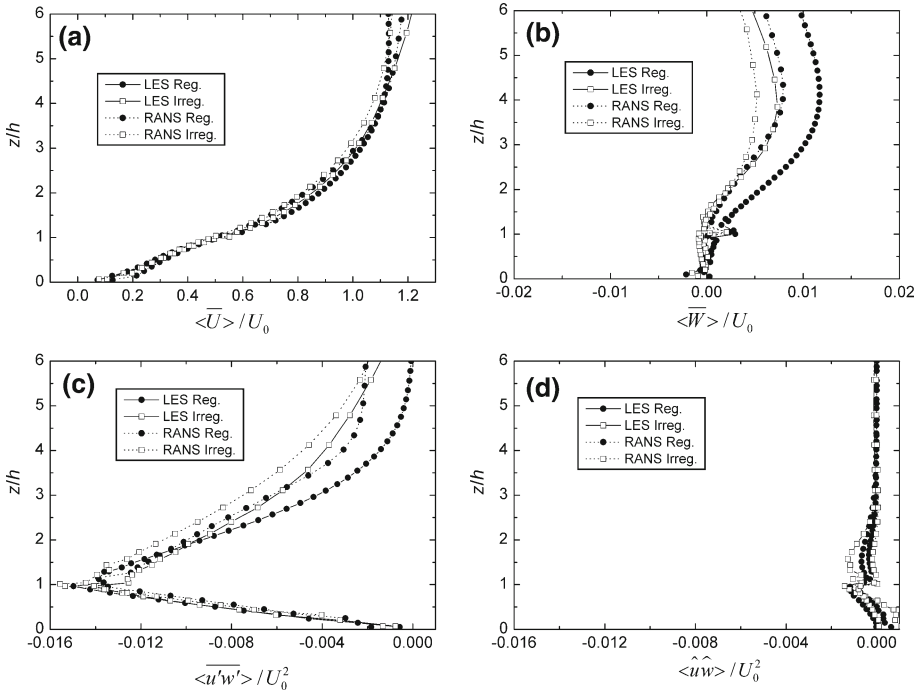 (a)
LES Reg.
LES Irreg.
RANS Reg.
RANS Irreg.
z/h
6
5
4
3
2
1
0
0.0 0.2 0.4 0.6 0.8 1.0 1.2
<U̅>/U₀
(b)
LES Reg.
LES Irreg.
RANS Reg.
RANS Irreg.
z/h
6
5
4
3
2
1
0
-0.02 -0.01 0.00 0.01 0.02
<W̅>/U₀
(c)
LES Reg.
LES Irreg.
RANS Reg.
RANS Irreg.
z/h
6
5
4
3
2
1
0
-0.016 -0.012 -0.008 -0.004 0.000
<u̅'̅w̅'̅>/U₀²
(d)
LES Reg.
LES Irreg.
RANS Reg.
RANS Irreg.
z/h
6
5
4
3
2
1
0
-0.016 -0.012 -0.008 -0.004 0.000
<ûŵ>/U₀²